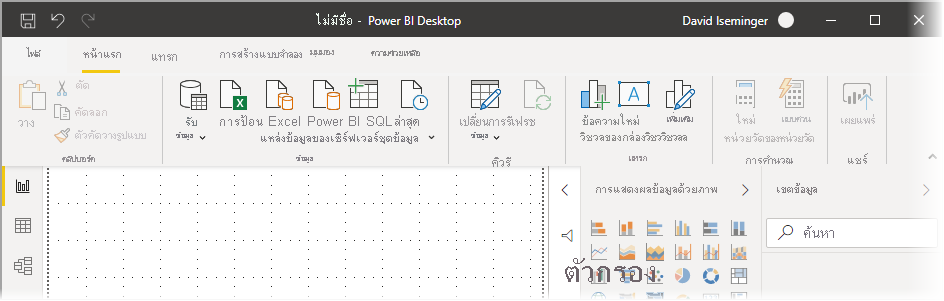 ไม่มีชื่อ - Power BI Desktop
David Iseminger
ไฟล์ หน้าแรก แทรก การสร้างแบบจำลอง มุมมอง ความช่วยเหลือ
วาง
ตัด
คัดลอก
ตัวคัดวางรูปแบบ
คลิปบอร์ด
รับ การป้อน Excel Power BI SQL ล่าสุด
ข้อมูล แหล่งข้อมูลของเซิร์ฟเวอร์ชุดข้อมูล
ข้อมูล
เปลี่ยนการรีเฟรช
ข้อมูล
คิวรี
ข้อความใหม่ เพิ่มเติม
วิชวลของกล่องวิชววิชวลล
แทรก
ใหม่ แบบด่วน
หน่วยวัดของหน่วยวัด
การคำนวณ
เผยแพร่
แชร์
การแสดงผลข้อมูลด้วยภาพ
เขตข้อมูล
ค้นหา
ตัวกรอง